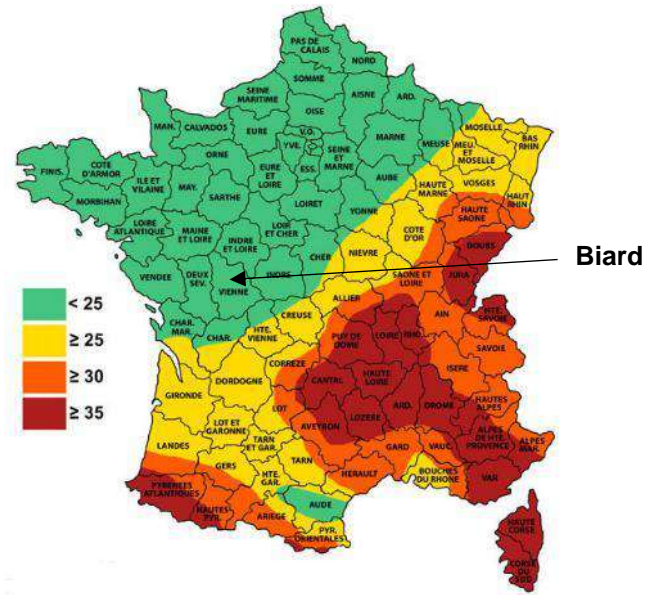 PAS DE
CALAIS
NORD
SOMME
SEINE
MARITIME
AISNE
ARD.
OISE
MAN.
CALVADOS
EURE
V.O.
YVE.
ESS.
SEINE
ET
MARNE
MARNE
MEUSE
MOSELLE
MEU.
ET
MOSELLE
BAS
RHIN
ORNE
EURE
ET
LOIRE
AUBE
HAUTE
MARNE
VOSGES
HAUT
RHIN
FINIS.
COTE
D'ARMOR
ILE ET
VILAINE
MAY.
SARTHE
LOIRET
YONNE
HAUTE
SAONE
MORBIHAN
LOIRE
ATLANTIQUE
MAINE
ET LOIRE
INDRE
ET LOIRE
LOIR
ET CHER
CHER
NIEVRE
COTE
D'OR
DOUBS
Biard
VENDEE
DEUX
SEV.
VIENNE
INDRE
SAONE ET
LOIRE
JURA
< 25
≥ 25
≥ 30
≥ 35
CHAR.
MAR.
CHAR.
HTE.
VIENNE
CREUSE
ALLIER
PUY DE
DOME
LOIRE
RHO.
AIN
HTE.
SAVOIE
SAVOIE
ISERE
CORREZE
CANTAL
HAUTE
LOIRE
DORDOGNE
GIRONDE
LOT
LOT ET
GARONNE
AVEYRON
LOZERE
ARD.
DROME
HAUTES
ALPES
TARN
ET GAR.
TARN
GARD
VAUC.
ALPES
DE HTE.
PROVENCE
ALPES
MAR.
LANDES
GERS
HTE.
GAR.
HERAULT
BOUCHES
DU RHONE
VAR
PYRENEES
ATLANTIQUES
HAUTES
PYR.
ARIEGE
AUDE
PYR.
ORIENTALES
HAUTE
CORSE
CORSE
DU
SUD